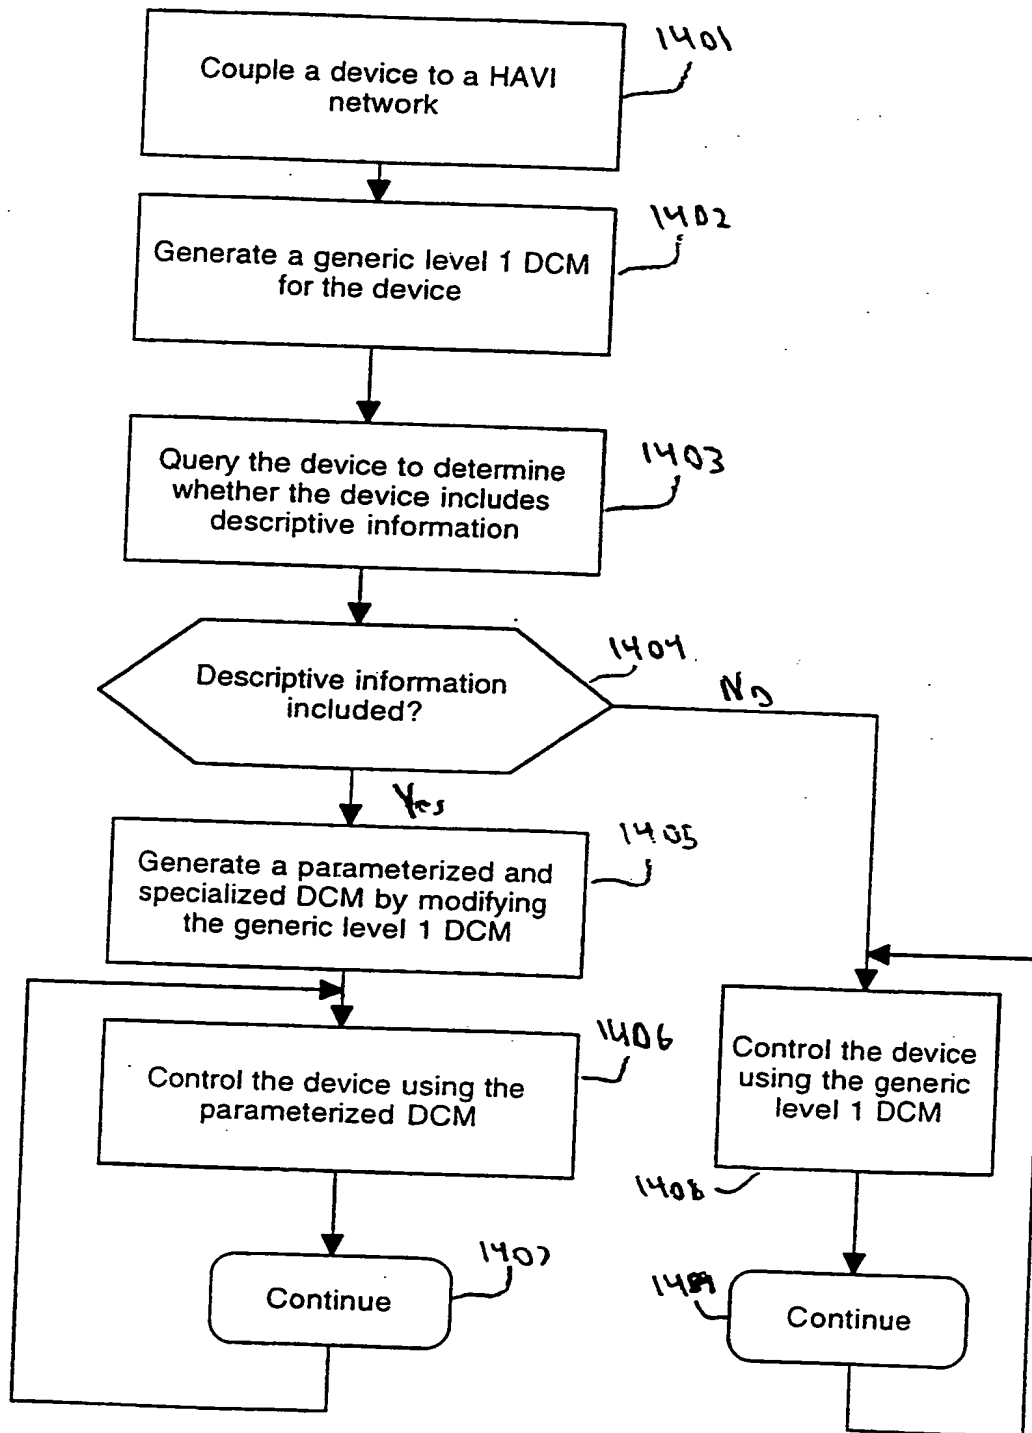 1401
Couple a device to a HAVI
network
1402
Generate a generic level 1 DCM
for the device
1403
Query the device to determine
whether the device includes
descriptive information
1404
Descriptive information
included?
No
Yes
1405
Generate a parameterized and
specialized DCM by modifying
the generic level 1 DCM
1406
Control the device using the
parameterized DCM
Control the device
using the generic
level 1 DCM
1408
1407
Continue
Continue